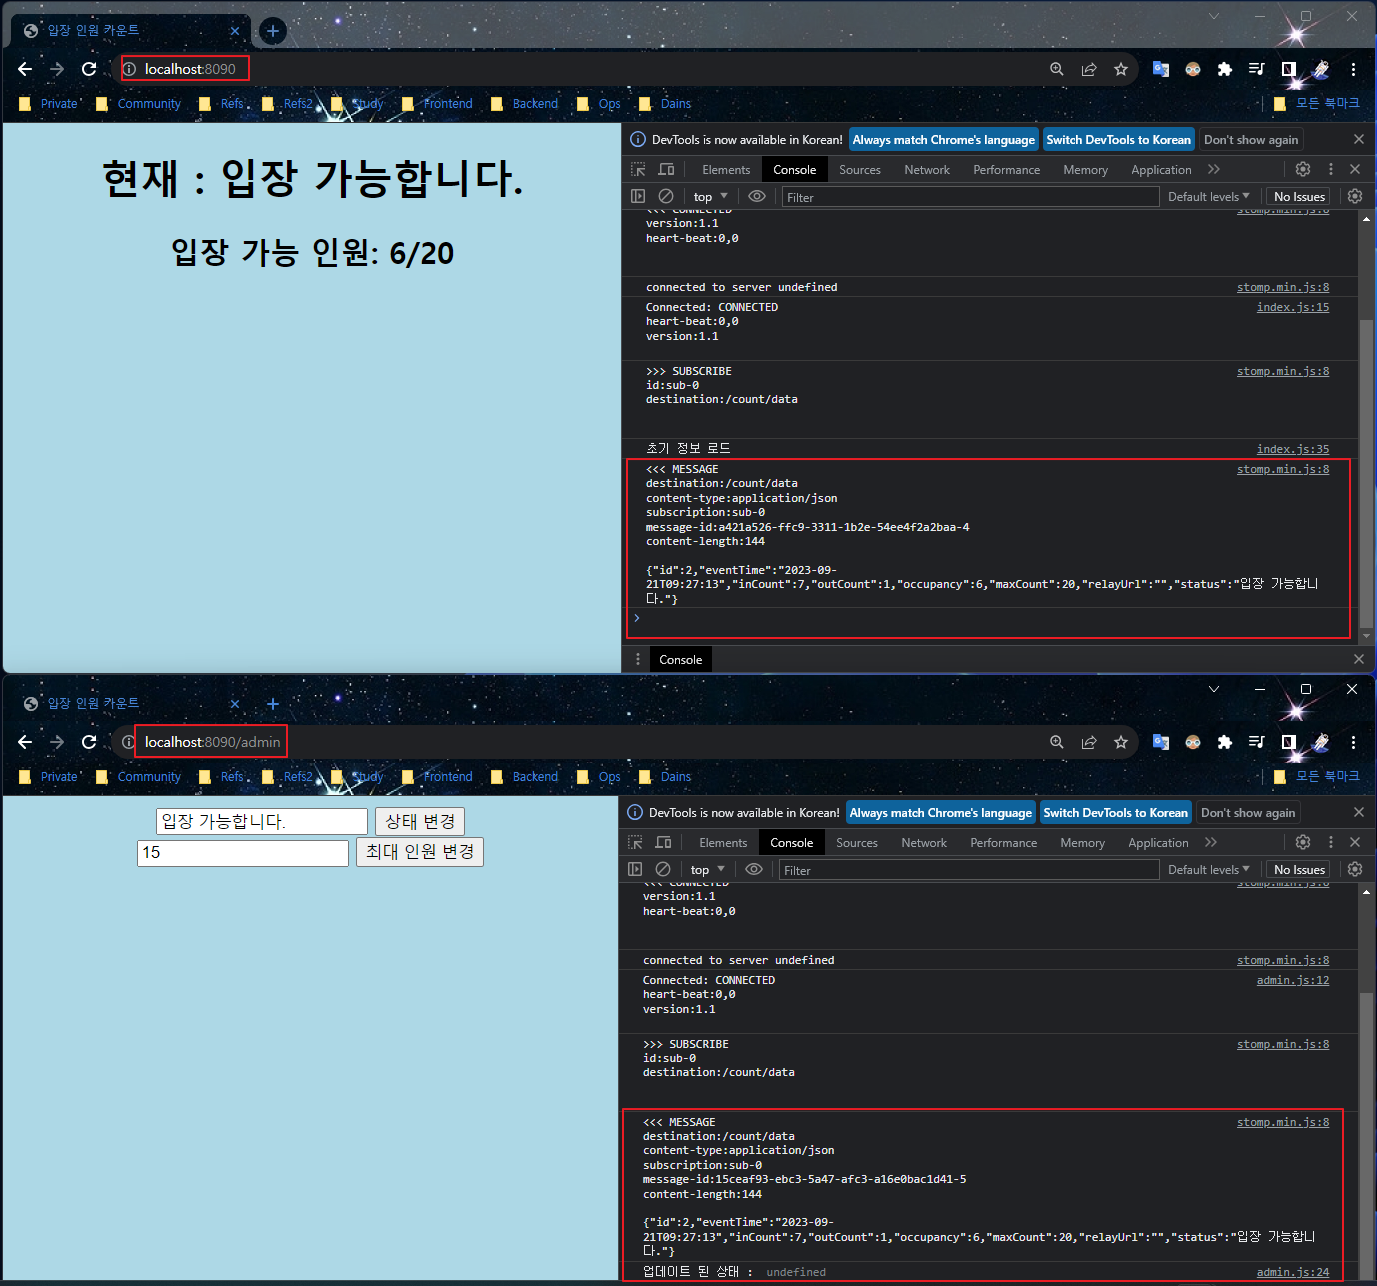 입장 인원 카운트
localhost:8090
Private Community Refs Refs2 Study Frontend Backend Ops Dains 모든 북마크
현재 : 입장 가능합니다.
입장 가능 인원: 6/20
DevTools is now available in Korean! Always match Chrome's language Switch DevTools to Korean Don't show again
Elements Console Sources Network Performance Memory Application
top Filter Default levels No Issues
<<< CONNECTED stomp.min.js:8
version:1.1
heart-beat:0,0
connected to server undefined stomp.min.js:8
Connected: CONNECTED index.js:15
heart-beat:0,0
version:1.1
>>> SUBSCRIBE stomp.min.js:8
id:sub-0
destination:/count/data
초기 정보 로드 index.js:35
<<< MESSAGE stomp.min.js:8
destination:/count/data
content-type:application/json
subscription:sub-0
message-id:a421a526-ffc9-3311-1b2e-54ee4f2a2baa-4
content-length:144
{"id":2,"eventTime":"2023-09-
21T09:27:13","inCount":7,"outCount":1,"occupancy":6,"maxCount":20,"relayUrl":"","status":"입장 가능합니
다."}
Console
입장 인원 카운트
localhost:8090/admin
Private Community Refs Refs2 Study Frontend Backend Ops Dains 모든 북마크
입장 가능합니다. 상태 변경
15 최대 인원 변경
DevTools is now available in Korean! Always match Chrome's language Switch DevTools to Korean Don't show again
Elements Console Sources Network Performance Memory Application
top Filter Default levels No Issues
<<< CONNECTED stomp.min.js:8
version:1.1
heart-beat:0,0
connected to server undefined stomp.min.js:8
Connected: CONNECTED admin.js:12
heart-beat:0,0
version:1.1
>>> SUBSCRIBE stomp.min.js:8
id:sub-0
destination:/count/data
<<< MESSAGE stomp.min.js:8
destination:/count/data
content-type:application/json
subscription:sub-0
message-id:15ceaf93-ebc3-5a47-afc3-a16e0bac1d41-5
content-length:144
{"id":2,"eventTime":"2023-09-
21T09:27:13","inCount":7,"outCount":1,"occupancy":6,"maxCount":20,"relayUrl":"","status":"입장 가능합니
다."}
업데이트 된 상태 : undefined admin.js:24